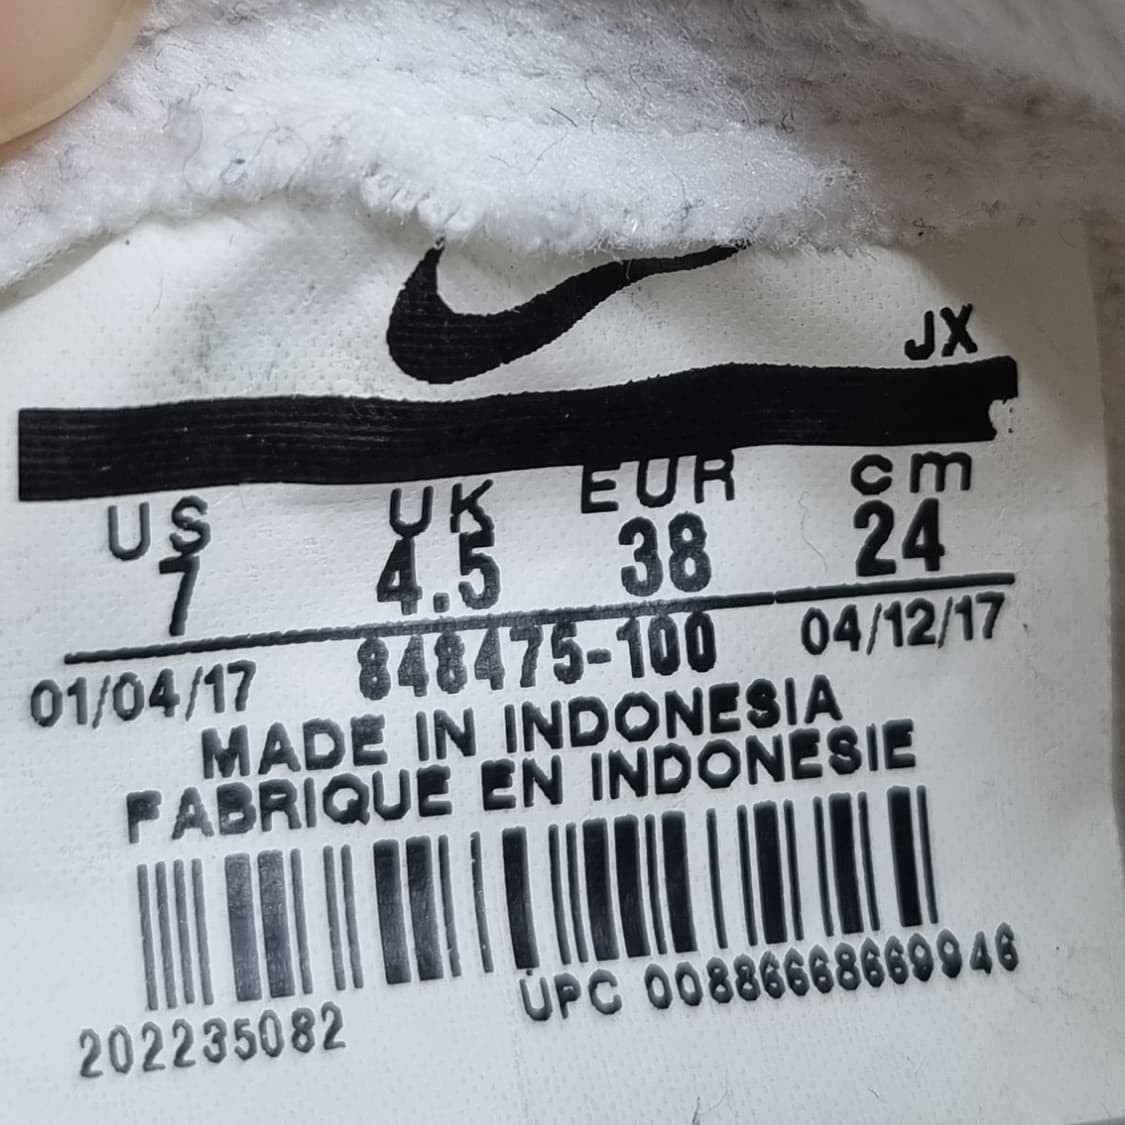 JX
US UK EUR cm
7 4.5 38 24
01/04/17 848475-100 04/12/17
MADE IN INDONESIA
FABRIQUE EN INDONESIE
202235082 UPC 00886668669946